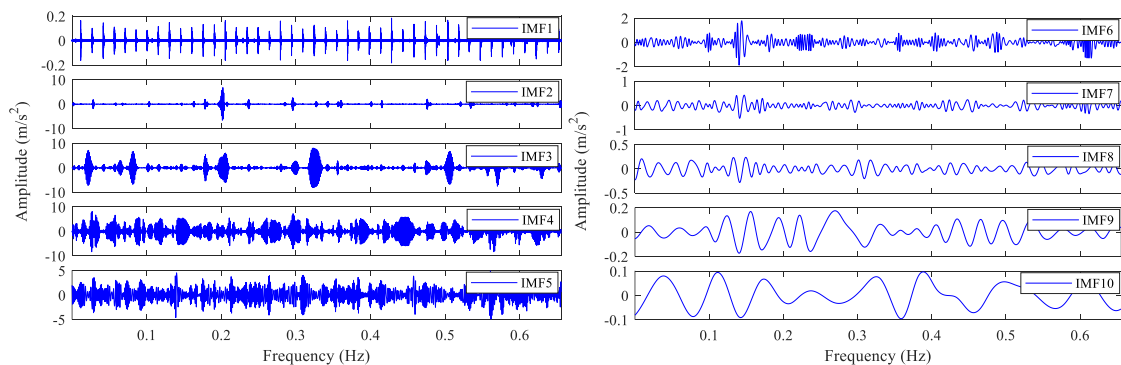 0.2
0
-0.2
IMF1
10
0
-10
IMF2
10
0
-10
IMF3
10
0
-10
IMF4
5
0
-5
IMF5
0.1 0.2 0.3 0.4 0.5 0.6
Frequency (Hz)
Amplitude (m/s²)
2
0
-2
IMF6
1
0
-1
IMF7
0.5
0
-0.5
IMF8
0.2
0
-0.2
IMF9
0.1
0
-0.1
IMF10
0.1 0.2 0.3 0.4 0.5 0.6
Frequency (Hz)
Amplitude (m/s²)